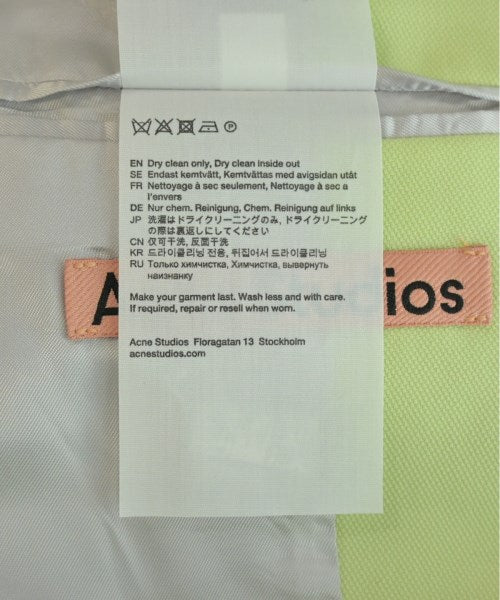 EN Dry clean only, Dry clean inside out
SE Endast kemtvätt, Kemtvättas med avigsidan utåt
FR Nettoyage à sec seulement, Nettoyage à sec a
l'envers
DE Nur chem. Reinigung, Chem. Reinigung auf links
JP 洗濯はドライクリーニングのみ, ドライクリーニング
の際は裏返しにしてください
CN 仅可干洗, 反面干洗
KR 드라이클리닝 전용, 뒤집어서 드라이클리닝
RU Только химчистка, Химчистка, вывернуть
наизнанку
Make your garment last. Wash less and with care.
If required, repair or resell when worn.
Acne Studios Floragatan 13 Stockholm
acnestudios.com
A
dios